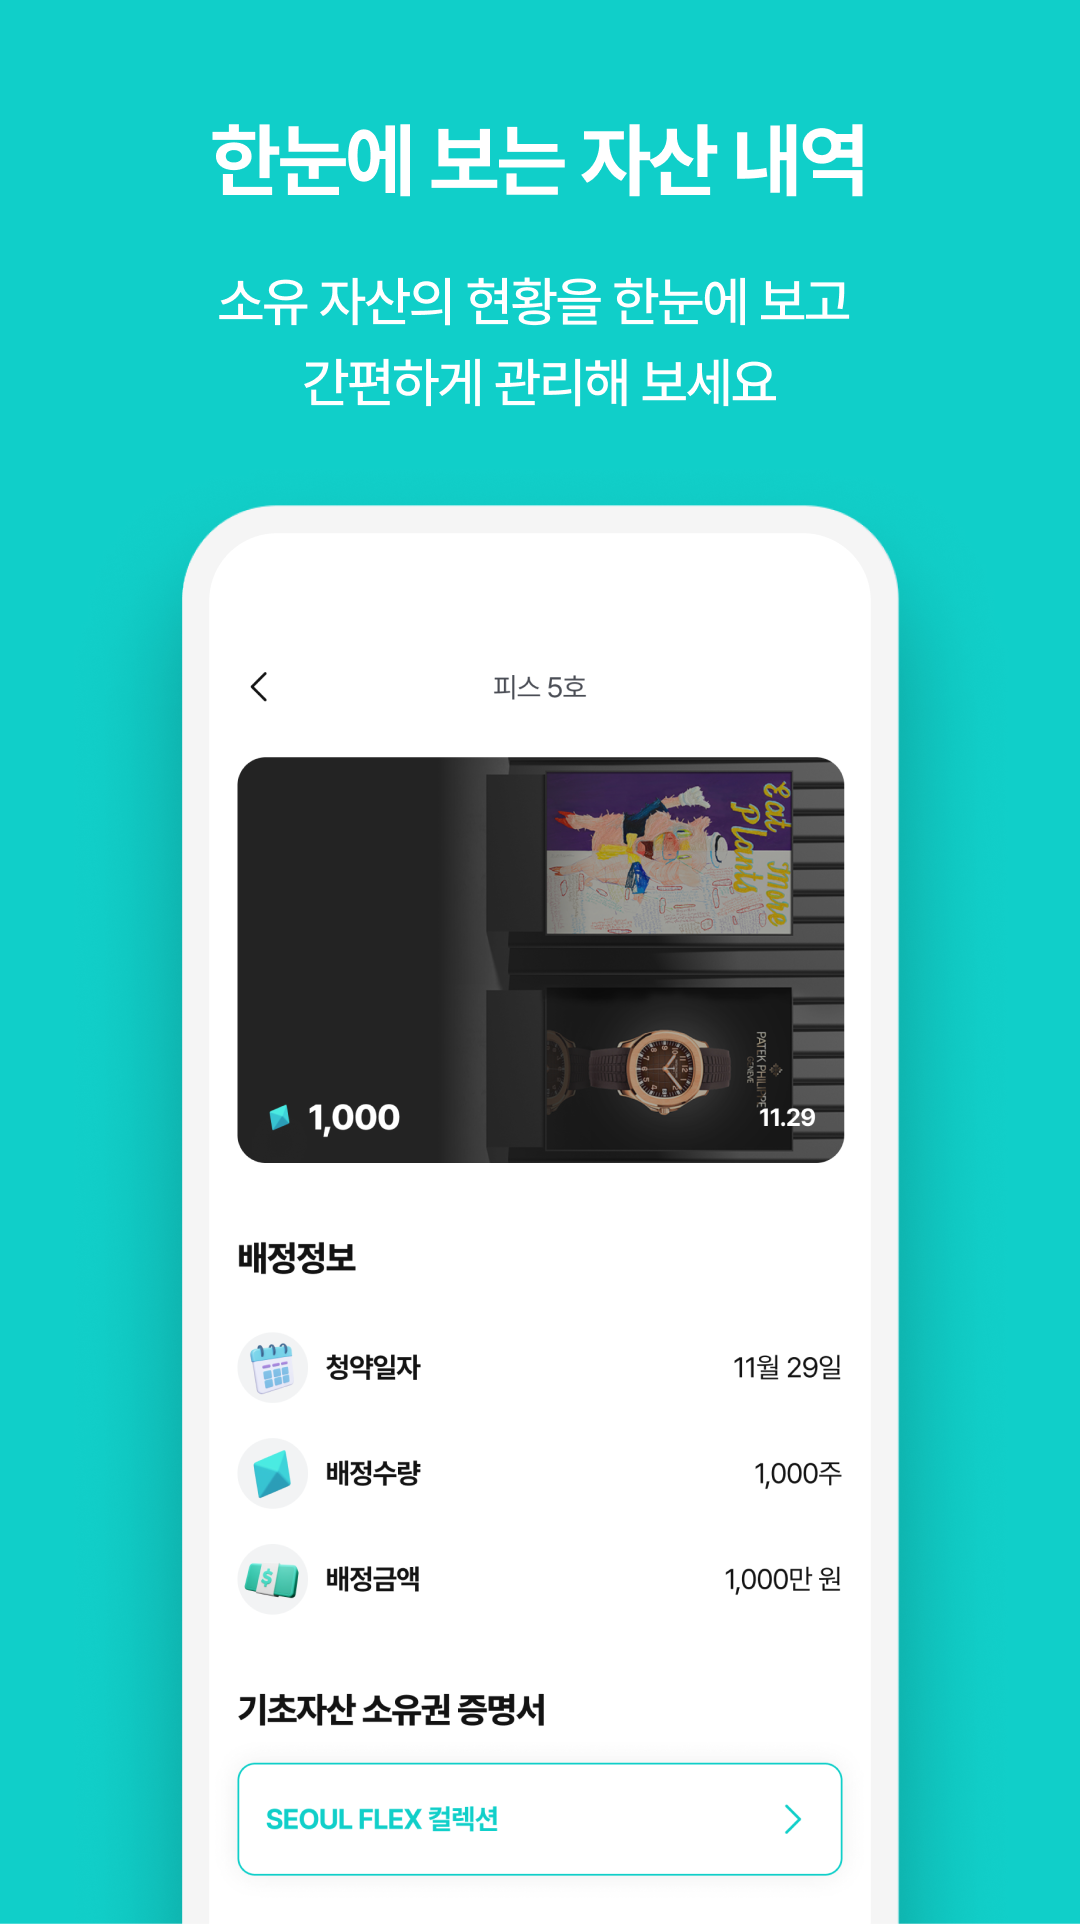 한눈에 보는 자산 내역
소유 자산의 현황을 한눈에 보고
간편하게 관리해 보세요
피스 5호
Eat More
Plants
PATEK PHILIPPE
GENEVE
1,000
11.29
배정정보
청약일자
11월 29일
배정수량
1,000주
배정금액
1,000만 원
기초자산 소유권 증명서
SEOUL FLEX 컬렉션